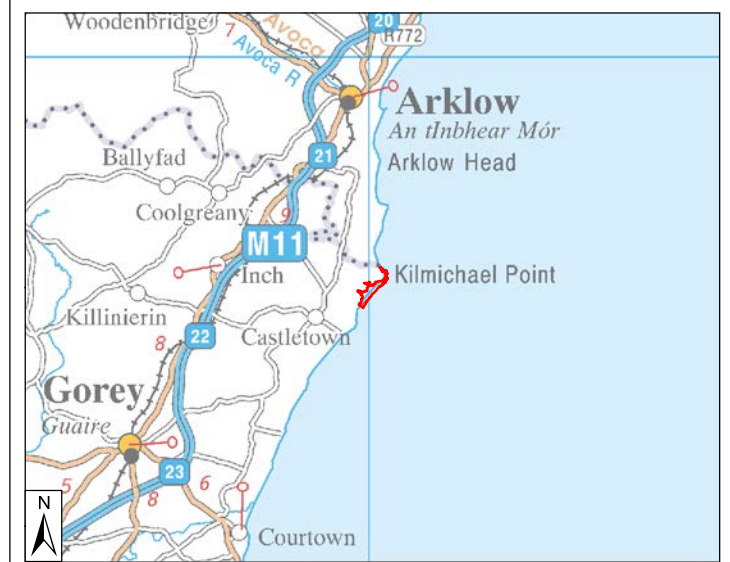 Woodenbridge
7
Avoca
Avoca R
20
R772
Arklow
An tInbhear Mór
21
Ballyfad
Arklow Head
Coolgreany
9
M11
Inch
Kilmichael Point
Killinierin
22
Castletown
8
Gorey
Guaire
23
5
8
6
N
Courtown